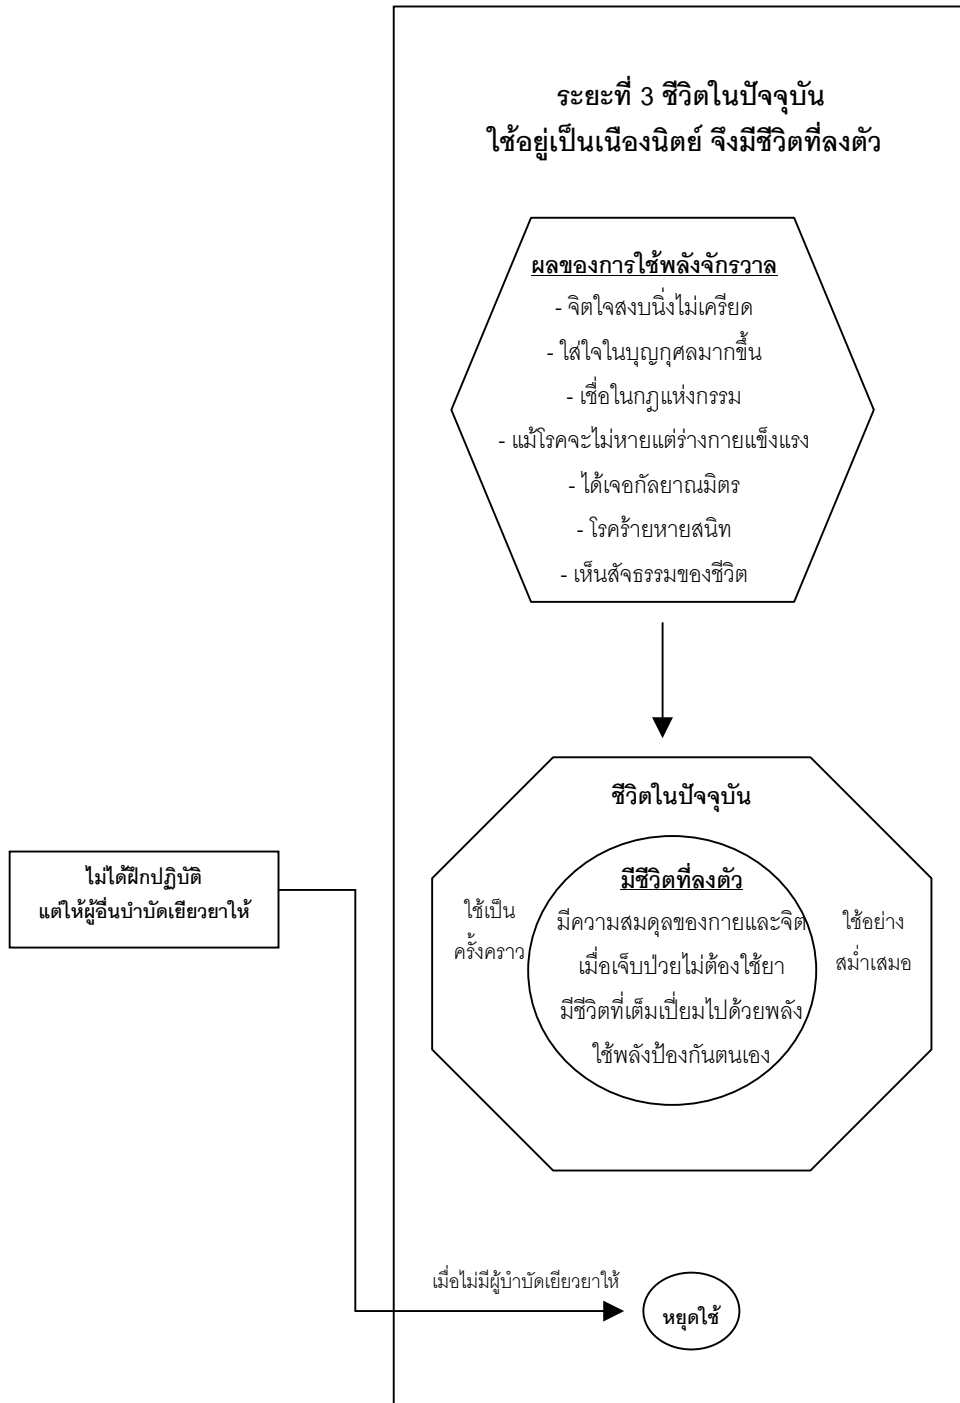 ระยะที่ 3 ชีวิตในปัจจุบัน
ใช้อยู่เป็นเนืองนิตย์ จึงมีชีวิตที่ลงตัว
ผลของการใช้พลังจักรวาล
- จิตใจสงบนิ่งไม่เครียด
- ใส่ใจในบุญกุศลมากขึ้น
- เชื่อในกฎแห่งกรรม
- แม้โรคจะไม่หายแต่ร่างกายแข็งแรง
- ได้เจอกัลยาณมิตร
- โรคร้ายหายสนิท
- เห็นสัจธรรมของชีวิต
ชีวิตในปัจจุบัน
มีชีวิตที่ลงตัว
มีความสมดุลของกายและจิต
เมื่อเจ็บป่วยไม่ต้องใช้ยา
มีชีวิตที่เต็มเปี่ยมไปด้วยพลัง
ใช้พลังป้องกันตนเอง
ใช้เป็น
ครั้งคราว
ใช้อย่าง
สม่ำเสมอ
ไม่ได้ฝึกปฏิบัติ
แต่ให้ผู้อื่นบำบัดเยียวยาให้
เมื่อไม่มีผู้บำบัดเยียวยาให้
หยุดใช้